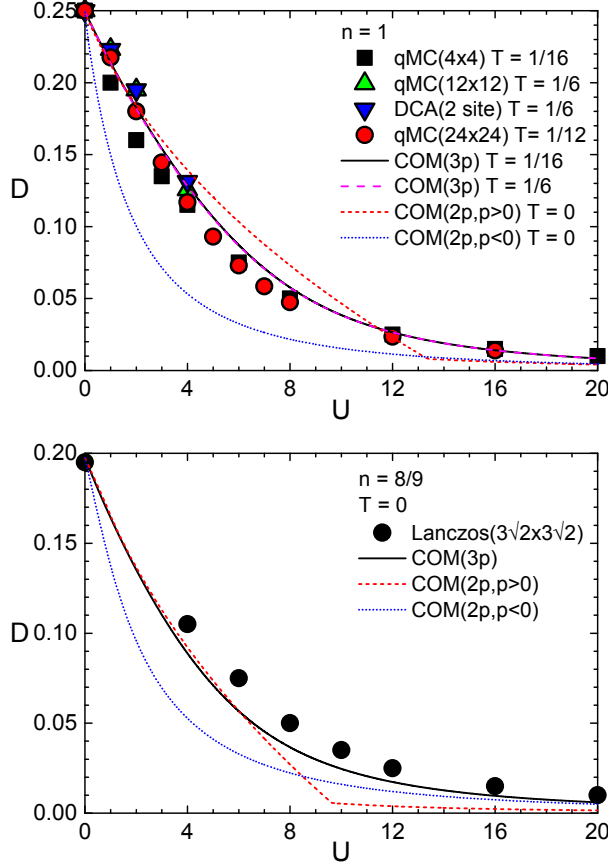 0.25
0.20
0.15
0.10
0.05
0.00
D
n = 1
qMC(4x4) T = 1/16
qMC(12x12) T = 1/6
DCA(2 site) T = 1/6
qMC(24x24) T = 1/12
COM(3p) T = 1/16
COM(3p) T = 1/6
COM(2p,p>0) T = 0
COM(2p,p<0) T = 0
0 4 8 12 16 20
U
0.20
0.15
0.10
0.05
0.00
D
n = 8/9
T = 0
Lanczos(3√2x3√2)
COM(3p)
COM(2p,p>0)
COM(2p,p<0)
0 4 8 12 16 20
U